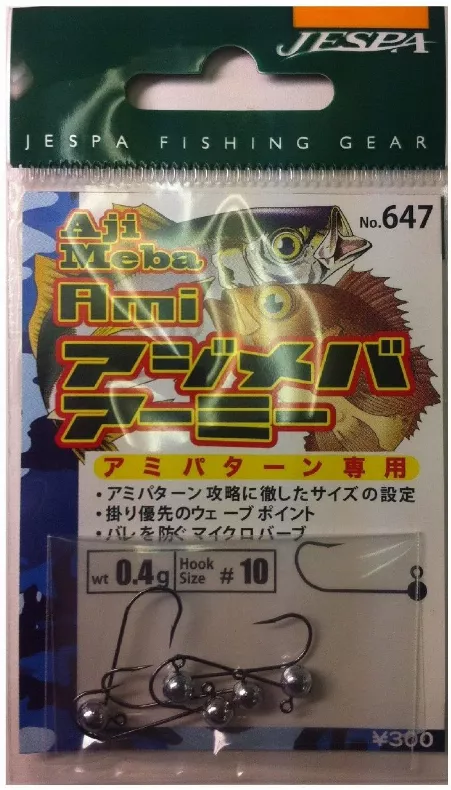 JESPA
JESPA FISHING GEAR
Aji
Meba
No.647
Ami
アジメバ
アーミー
アミパターン専用
・アミパターン攻略に徹したサイズの設定
・掛り優先のウェーブポイント
・バレを防ぐマイクロバーブ
wt 0.4g Hook Size #10
¥300